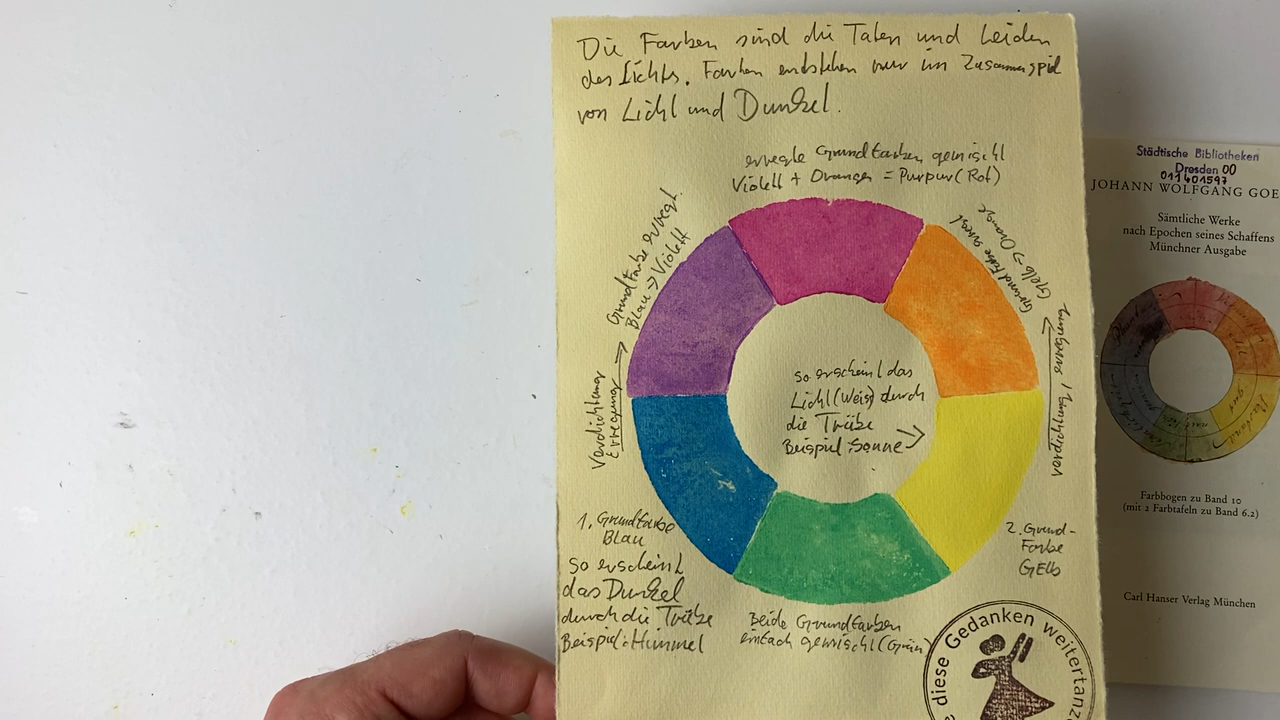 Die Farben sind die Taten und Leiden
des Lichts. Farben entstehen nur im Zusammenspiel
von Licht und Dunkel.
erregte Grundfarben gemischt
Violett + Orange = Purpur (Rot)
Grundfarbe erregt
Blau → Violett
Grundfarbe erregt
Gelb → Orange
Verdichtung
Erregung
Verdichtung / Erregung
so erscheint das
Licht (Weiß) durch
die Trübe
Beispiel: Sonne
1. Grundfarbe
Blau
so erscheint
das Dunkel
durch die Trübe
Beispiel: Himmel
2. Grund-
Farbe
GElb
Beide Grundfarben
einfach gemischt (Grün)
diese Gedanken weitertanz
Städtische Bibliotheken
Dresden 00
011401597
JOHANN WOLFGANG GOE
Sämtliche Werke
nach Epochen seines Schaffens
Münchner Ausgabe
Farbbogen zu Band 10
(mit 2 Farbtafeln zu Band 6.2)
Carl Hanser Verlag München